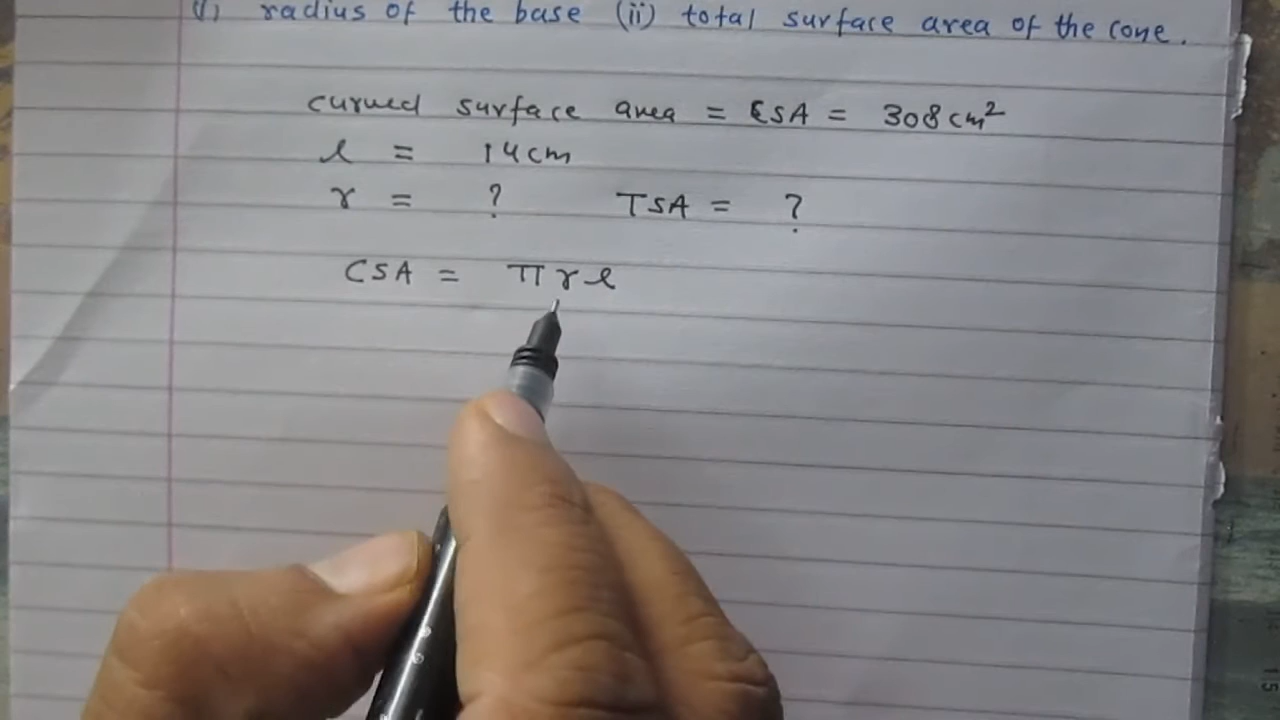 (i) radius of the base (ii) total surface area of the cone.
curved surface area = CSA = 308 cm²
l = 14 cm
r = ? TSA = ?
CSA = πrl
15